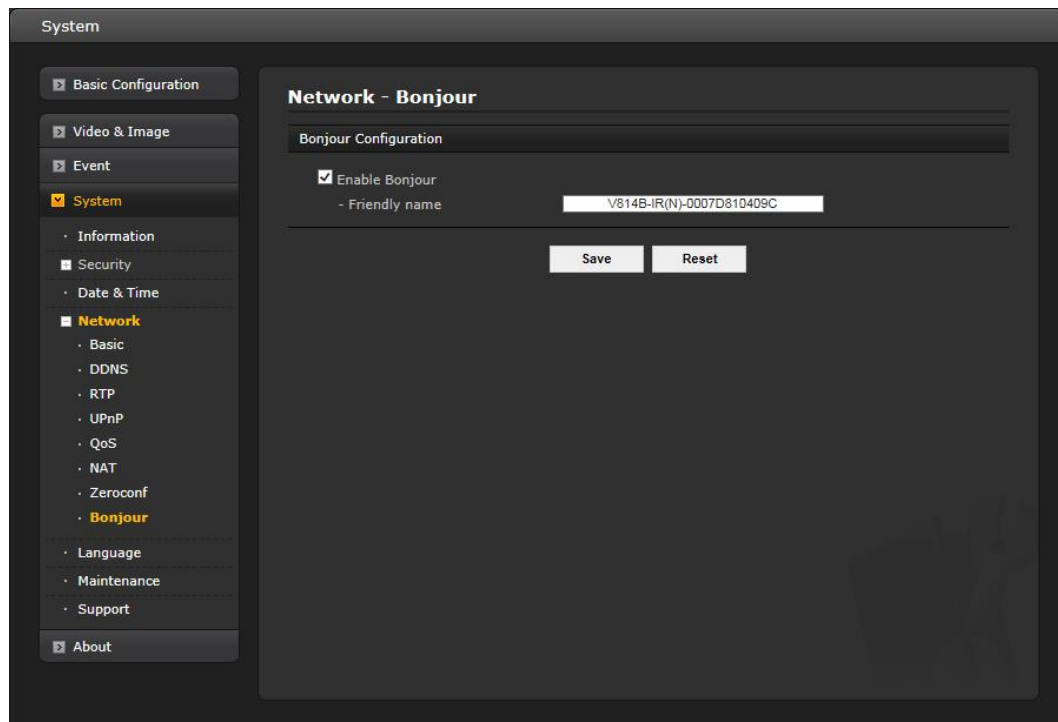 System
Basic Configuration
Video & Image
Event
System
· Information
Security
· Date & Time
Network
· Basic
· DDNS
· RTP
· UPnP
· QoS
· NAT
· Zeroconf
· Bonjour
· Language
· Maintenance
· Support
About
Network - Bonjour
Bonjour Configuration
Enable Bonjour
- Friendly name V814B-IR(N)-0007D810409C
Save Reset